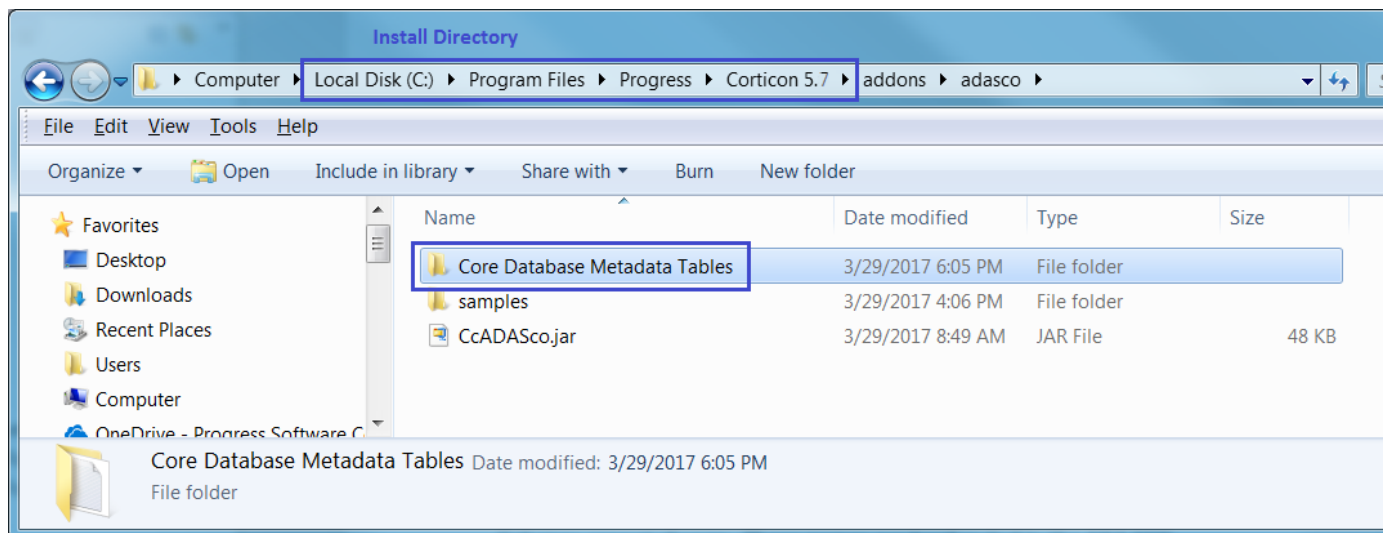 Install Directory
Computer Local Disk (C:) Program Files Progress Corticon 5.7 addons adasco
File Edit View Tools Help
Organize Open Include in library Share with Burn New folder
Name Date modified Type Size
Favorites
Desktop
Downloads
Recent Places
Users
Computer
OneDrive - Progress Software C
Core Database Metadata Tables 3/29/2017 6:05 PM File folder
samples 3/29/2017 4:06 PM File folder
CcADASco.jar 3/29/2017 8:49 AM JAR File 48 KB
Core Database Metadata Tables Date modified: 3/29/2017 6:05 PM
File folder